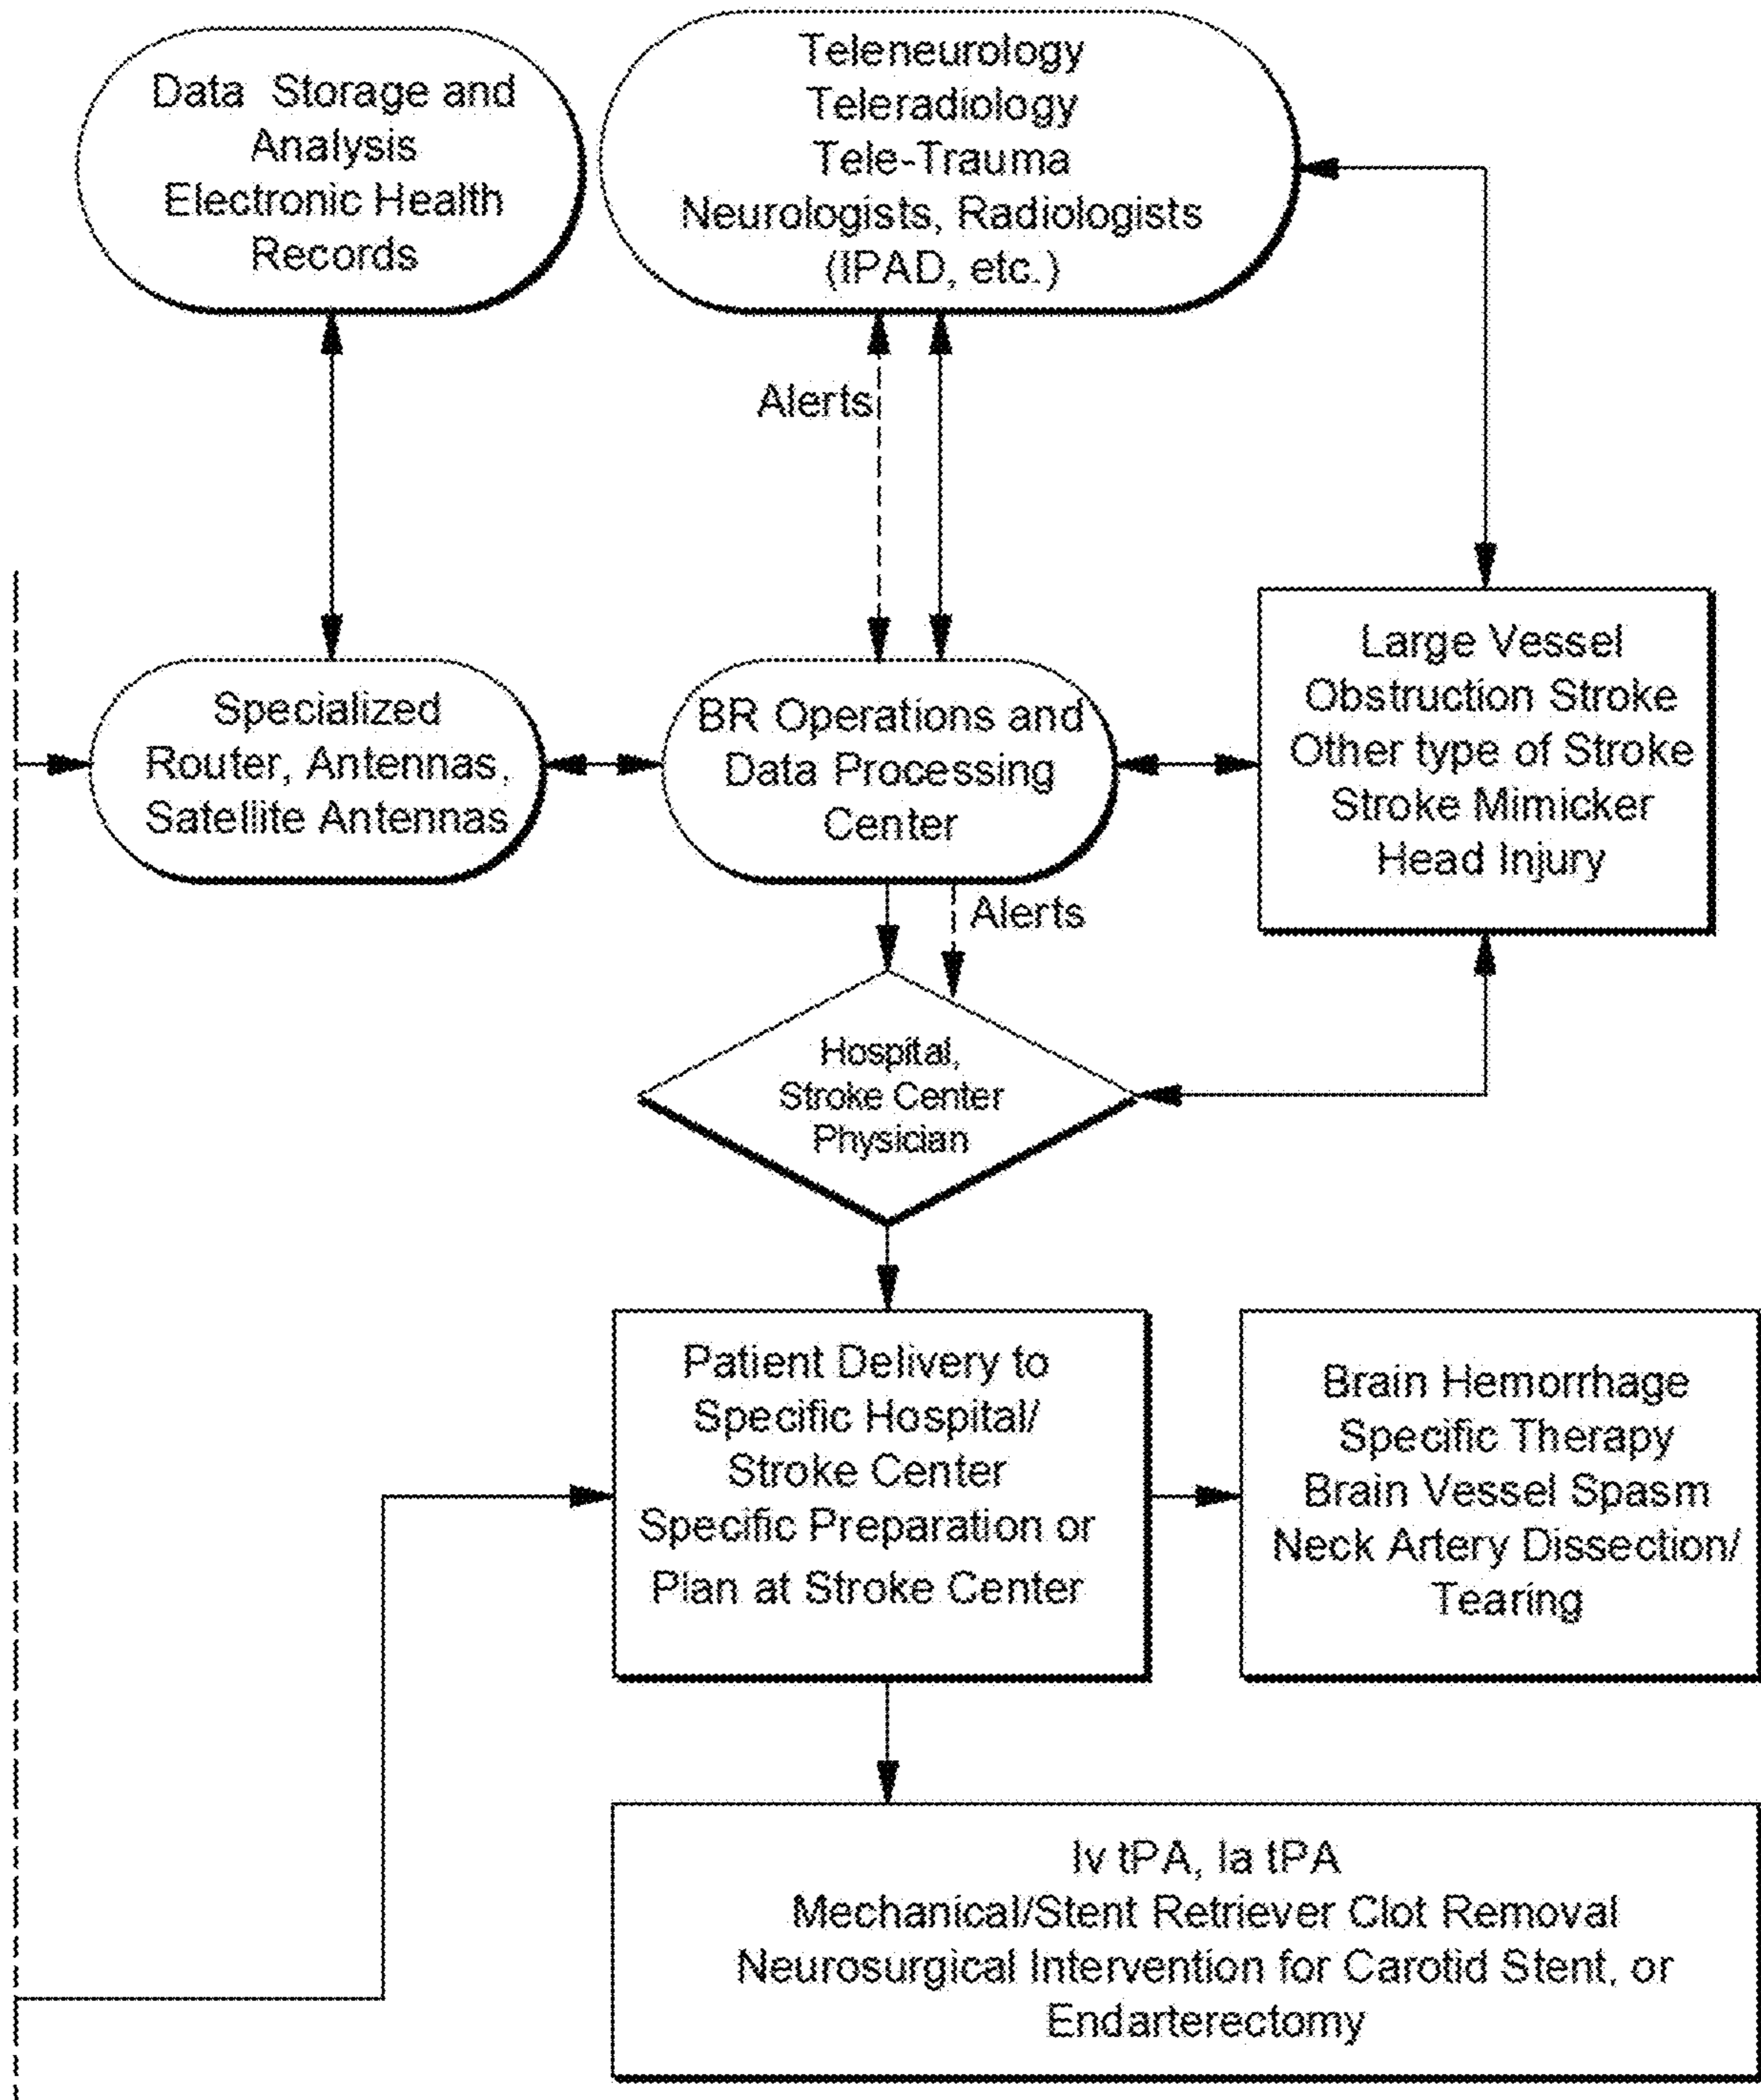 Data Storage and
Analysis
Electronic Health
Records
Teleneurology
Teleradiology
Tele-Trauma
Neurologists, Radiologists
(IPAD, etc.)
Alerts
Specialized
Router, Antennas,
Satellite Antennas
BR Operations and
Data Processing
Center
Large Vessel
Obstruction Stroke
Other type of Stroke
Stroke Mimicker
Head Injury
Alerts
Hospital,
Stroke Center
Physician
Patient Delivery to
Specific Hospital/
Stroke Center
Specific Preparation or
Plan at Stroke Center
Brain Hemorrhage
Specific Therapy
Brain Vessel Spasm
Neck Artery Dissection/
Tearing
Iv tPA, Ia tPA
Mechanical/Stent Retriever Clot Removal
Neurosurgical Intervention for Carotid Stent, or
Endarterectomy